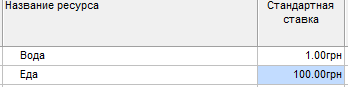 Название ресурса
Стандартная
ставка
Вода 1.00грн
Еда 100.00грн